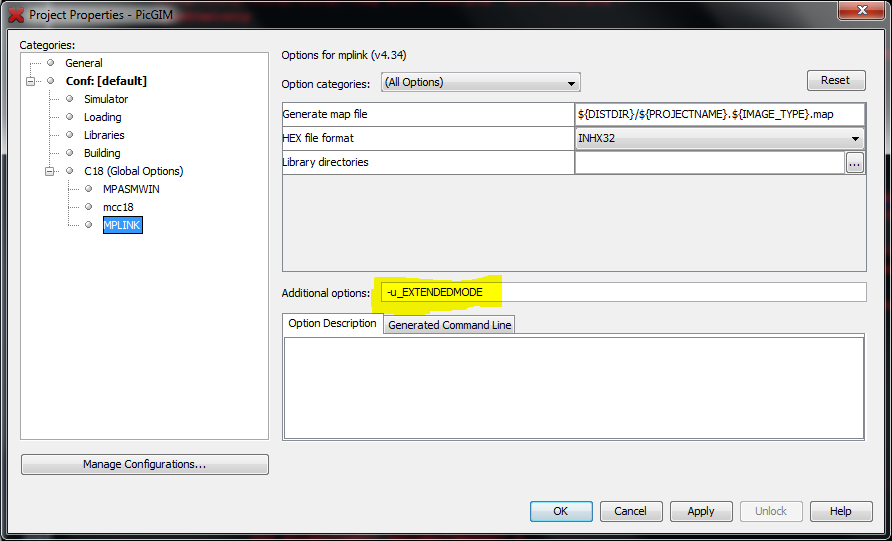 Project Properties - PicGIM
Categories:
General
Conf: [default]
Simulator
Loading
Libraries
Building
C18 (Global Options)
MPASMWIN
mcc18
MPLINK
Manage Configurations...
Options for mplink (v4.34)
Option categories: (All Options) Reset
Generate map file ${DISTDIR}/${PROJECTNAME}.${IMAGE_TYPE}.map
HEX file format INHX32
Library directories ...
Additional options: -u_EXTENDEDMODE
Option Description Generated Command Line
OK Cancel Apply Unlock Help